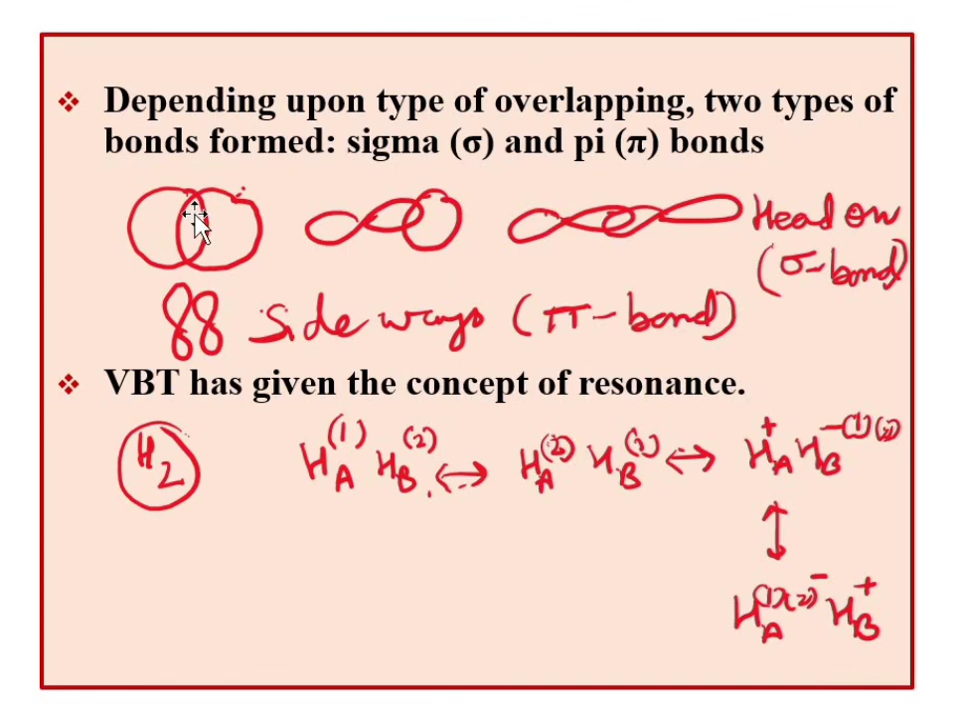 ❖ Depending upon type of overlapping, two types of
bonds formed: sigma (σ) and pi (π) bonds
Head on
(σ-bond)
Side ways (π-bond)
❖ VBT has given the concept of resonance.
H₂ H_A^(1) H_B^(2) ↔ H_A^(2) H_B^(1) ↔ H_A^+ H_B^-(1)(2)
↕
H_A^(1)(2)- H_B^+